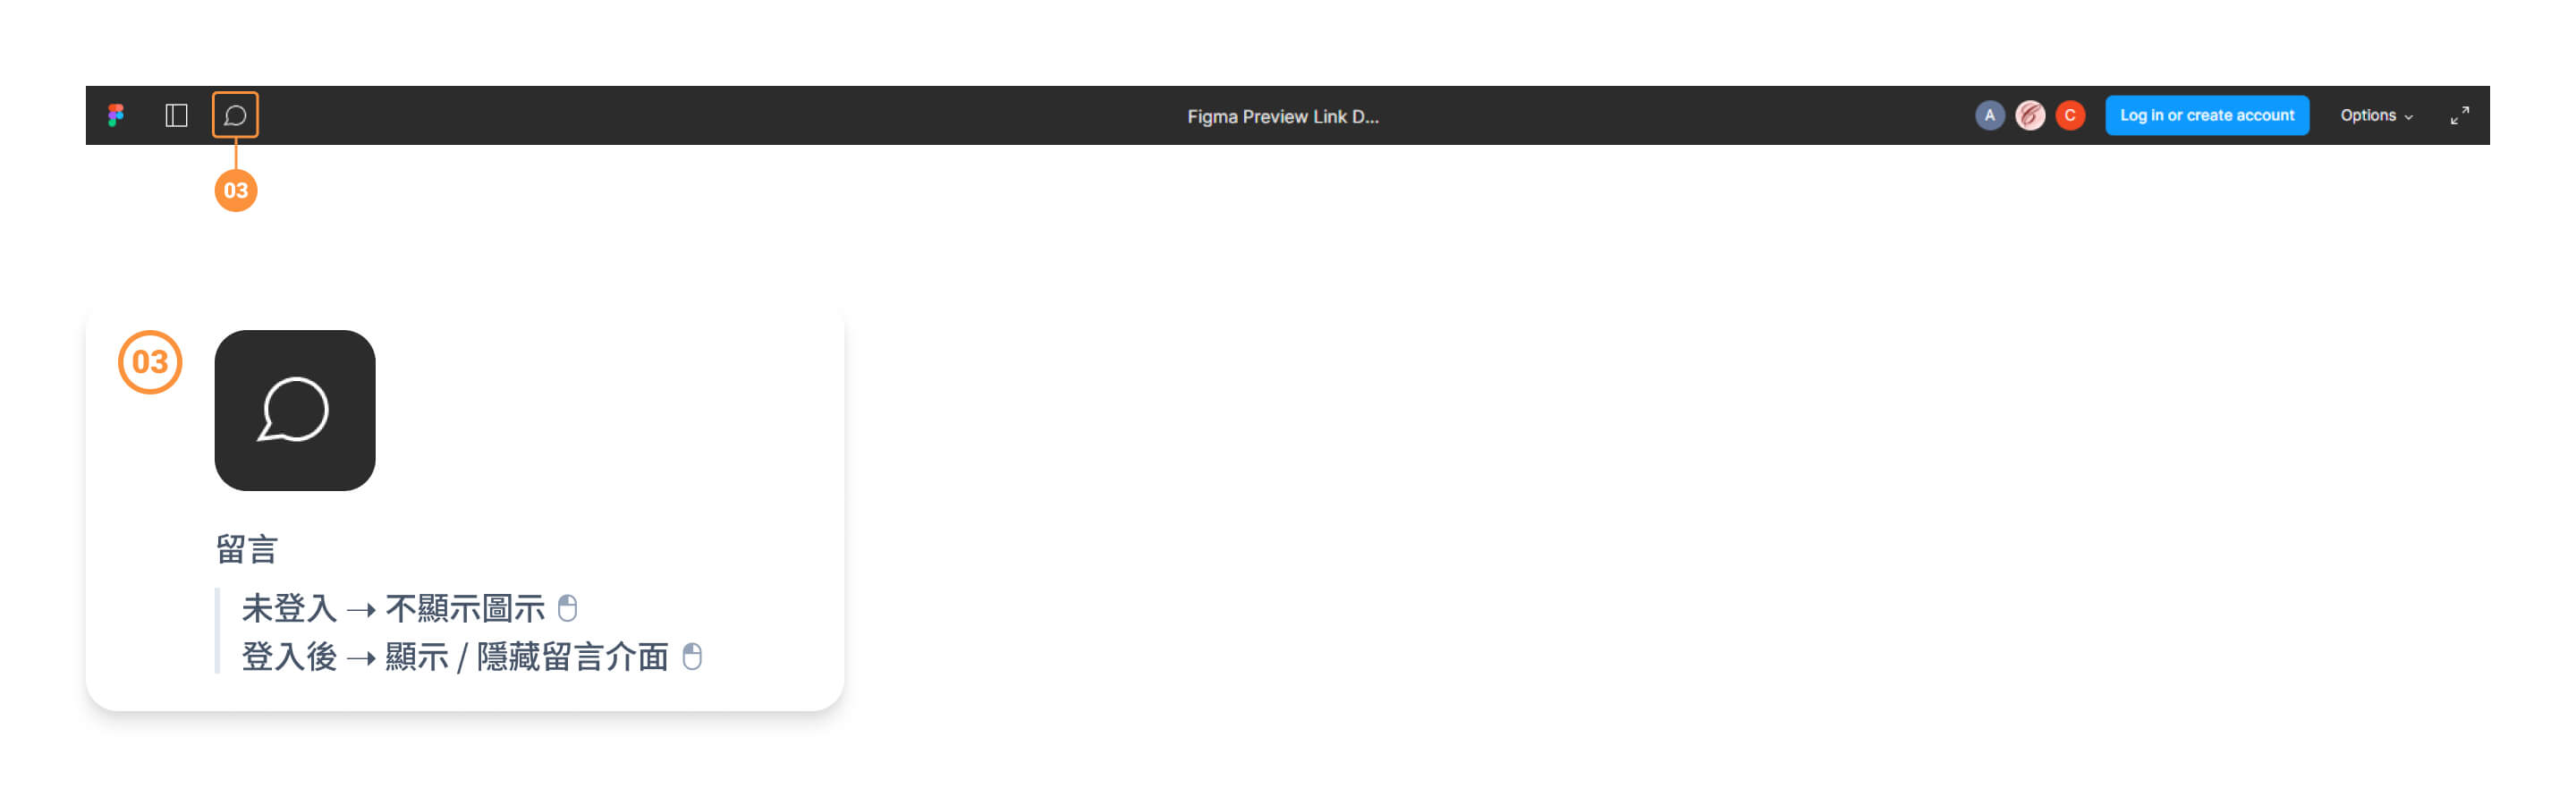 Figma Preview Link D...
A
C
Log in or create account
Options
03
03
留言
未登入 → 不顯示圖示
登入後 → 顯示 / 隱藏留言介面